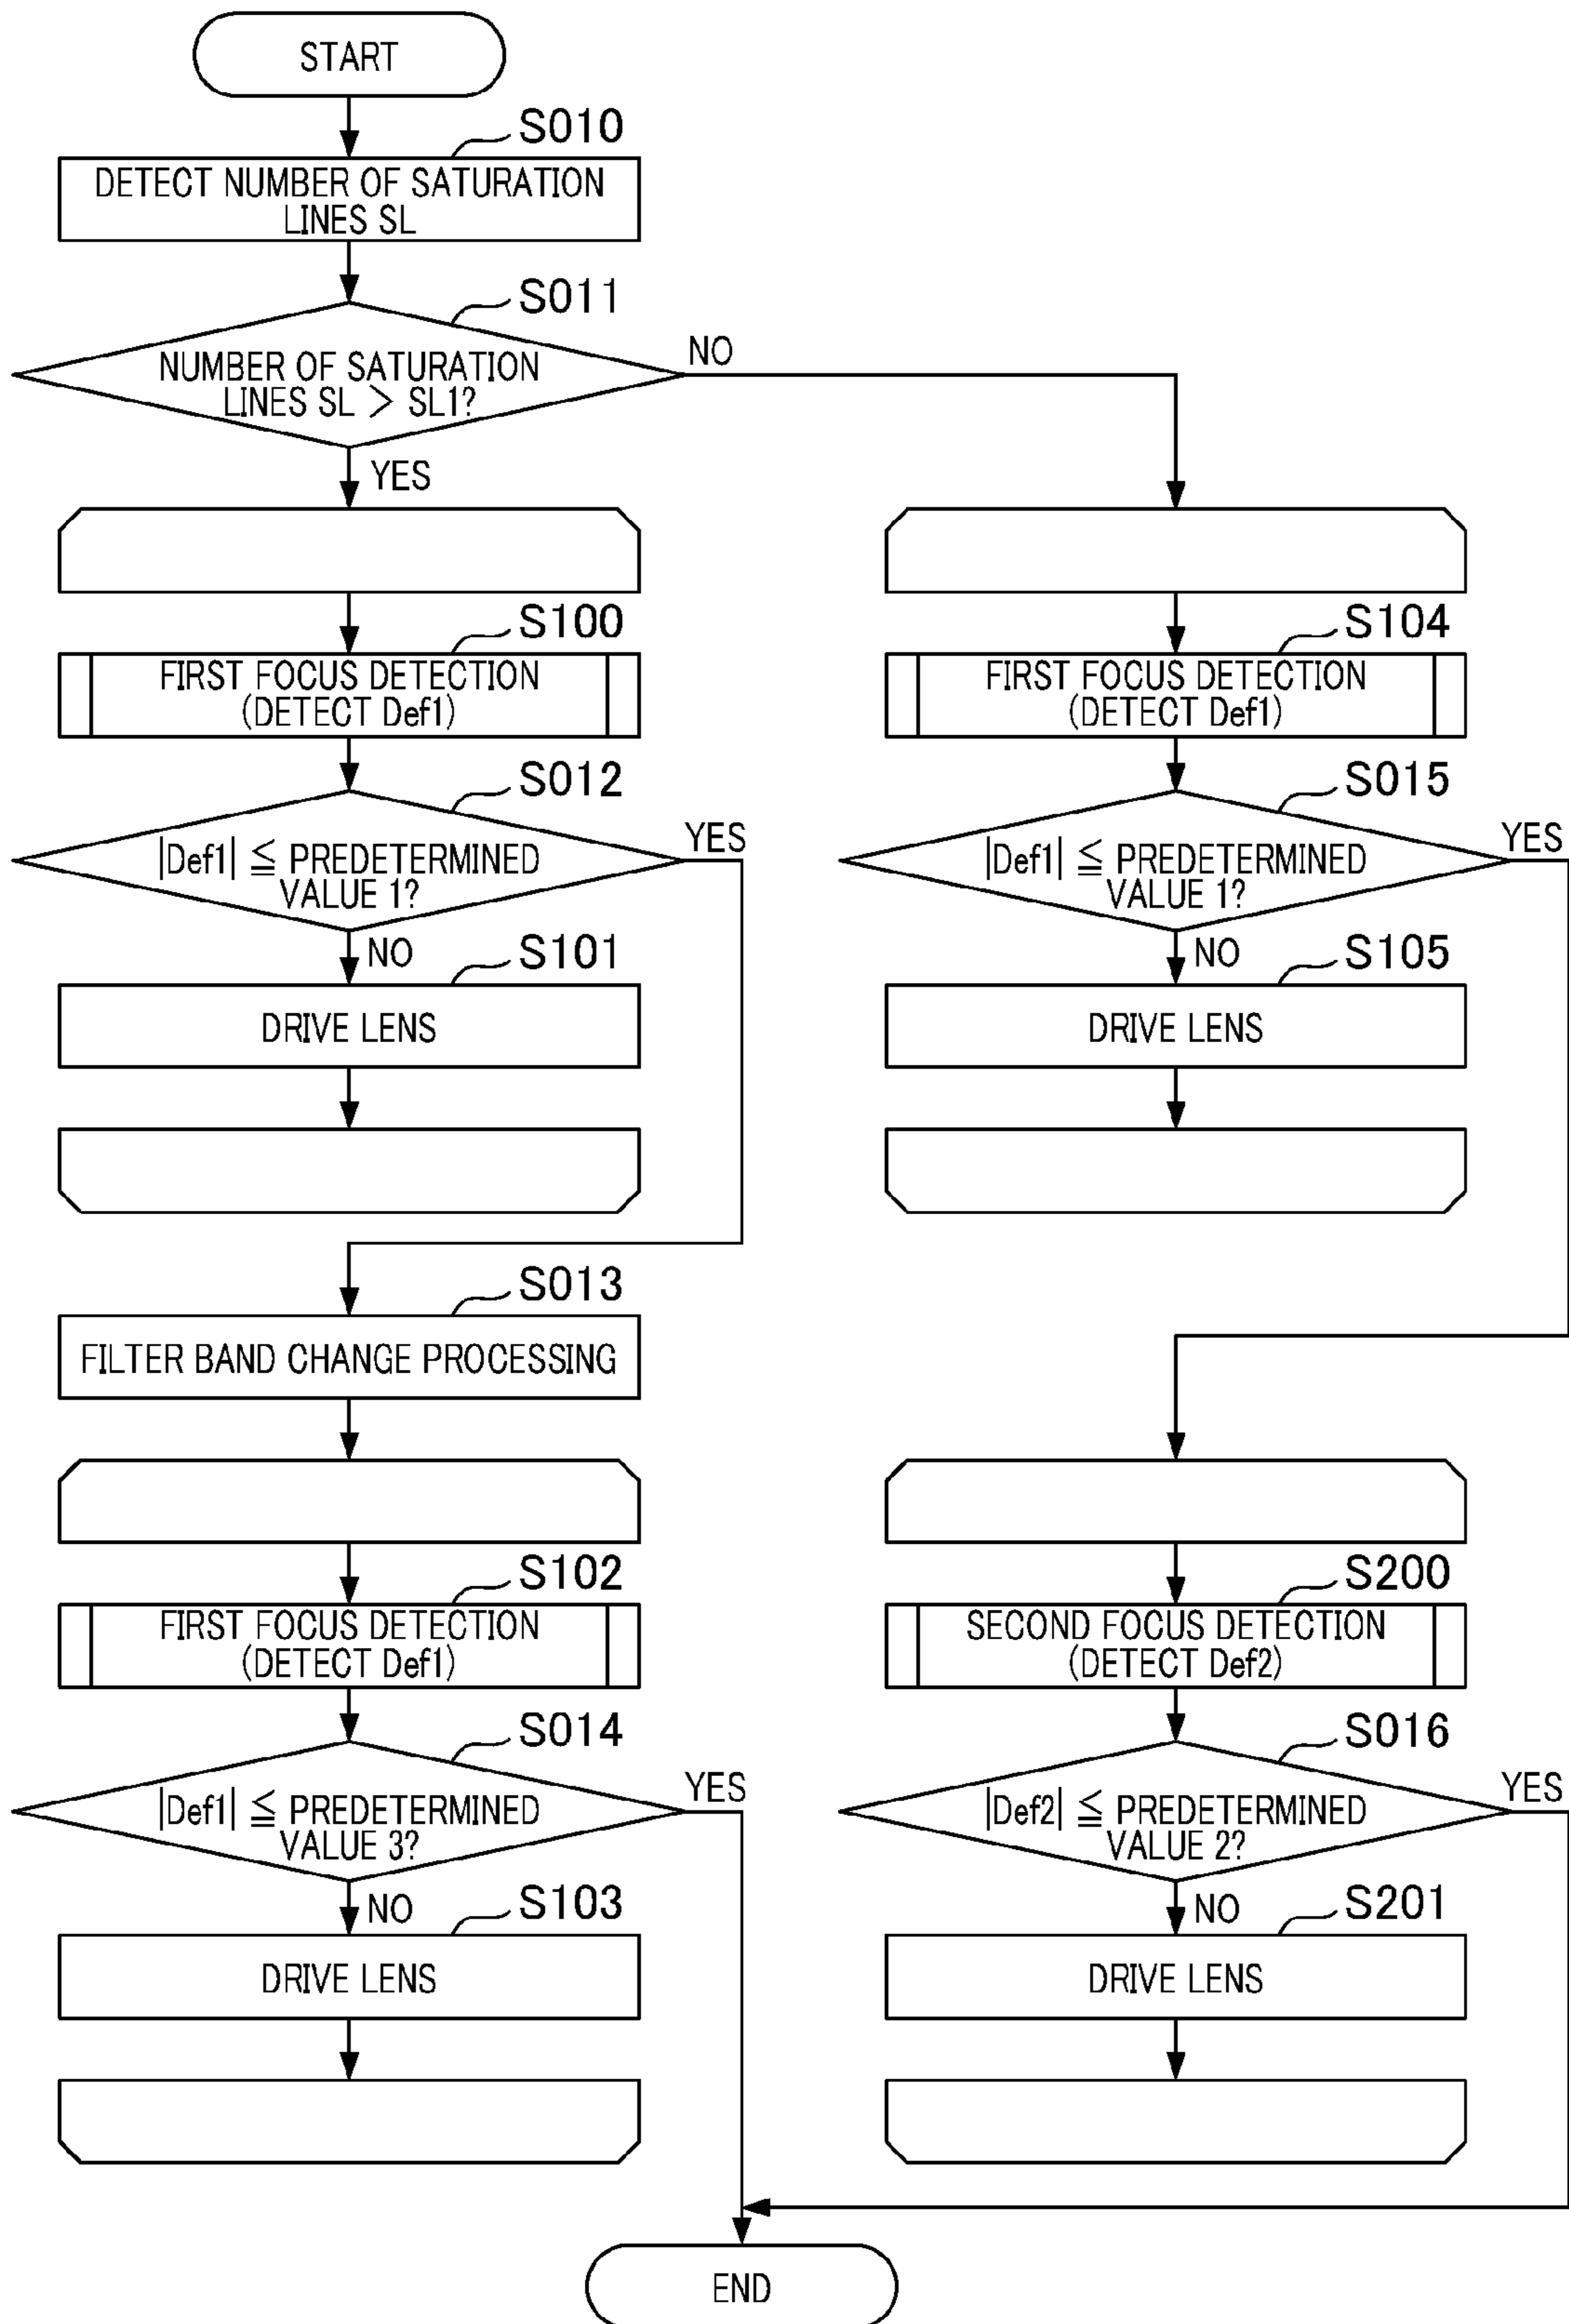 START
S010
DETECT NUMBER OF SATURATION
LINES SL
S011
NUMBER OF SATURATION
LINES SL > SL1?
NO
YES
S100
FIRST FOCUS DETECTION
(DETECT Def1)
S012
|Def1| ≦ PREDETERMINED
VALUE 1?
YES
NO
S101
DRIVE LENS
S013
FILTER BAND CHANGE PROCESSING
S102
FIRST FOCUS DETECTION
(DETECT Def1)
S014
|Def1| ≦ PREDETERMINED
VALUE 3?
YES
NO
S103
DRIVE LENS
S104
FIRST FOCUS DETECTION
(DETECT Def1)
S015
|Def1| ≦ PREDETERMINED
VALUE 1?
YES
NO
S105
DRIVE LENS
S200
SECOND FOCUS DETECTION
(DETECT Def2)
S016
|Def2| ≦ PREDETERMINED
VALUE 2?
YES
NO
S201
DRIVE LENS
END